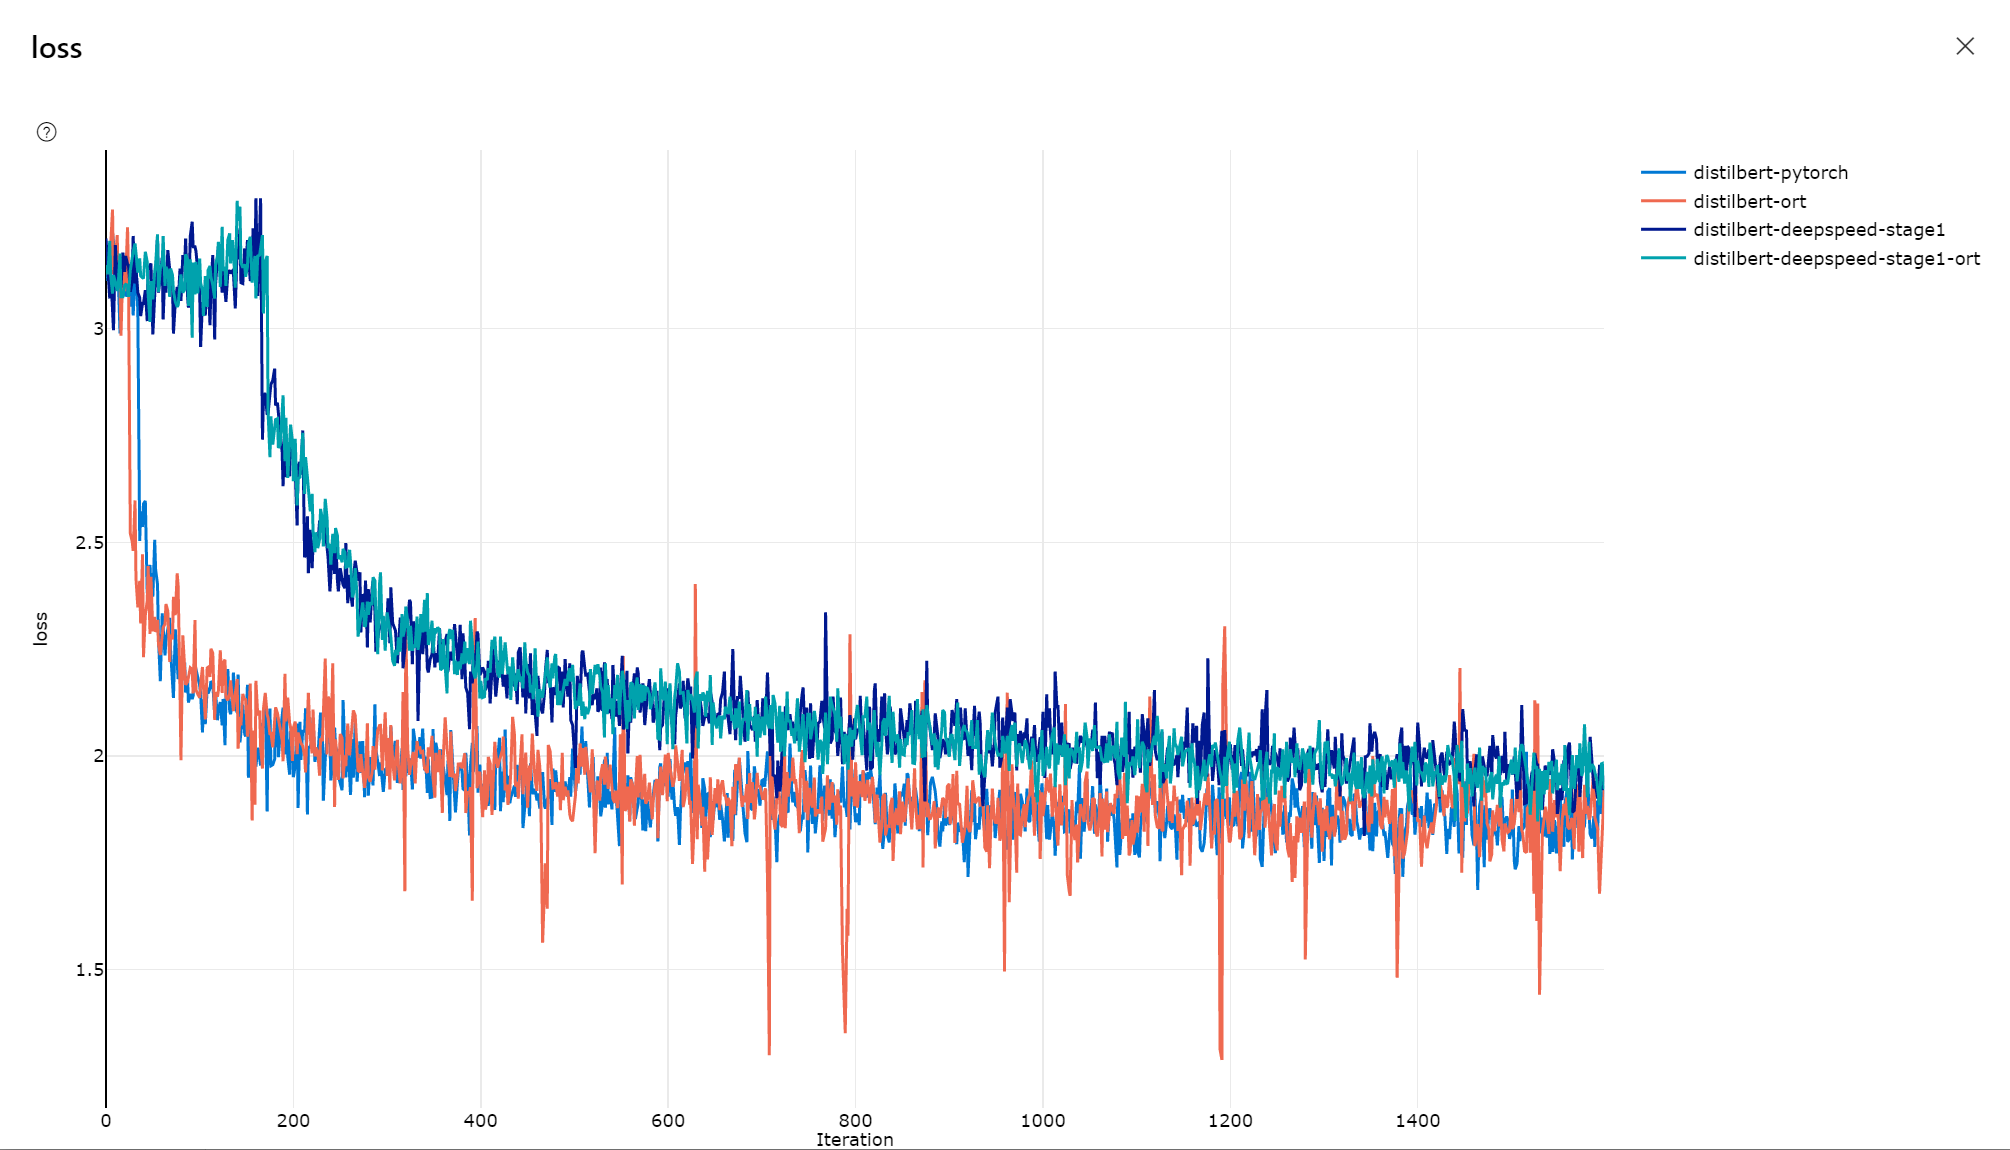 loss
?
distilbert-pytorch
distilbert-ort
distilbert-deepspeed-stage1
distilbert-deepspeed-stage1-ort
3
2.5
2
1.5
loss
0 200 400 600 800 1000 1200 1400
Iteration